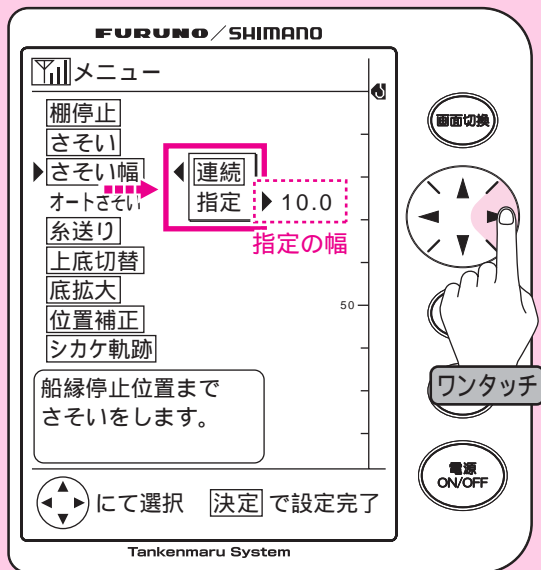 FURUNO/SHIMANO
メニュー
棚停止
さそい
さそい幅
連続
オートさそい
指定
10.0
糸送り
指定の幅
上底切替
底拡大
50
位置補正
シカケ軌跡
船縁停止位置まで
さそいをします。
にて選択 決定 で設定完了
Tankenmaru System
画面切換
ワンタッチ
電源
ON/OFF